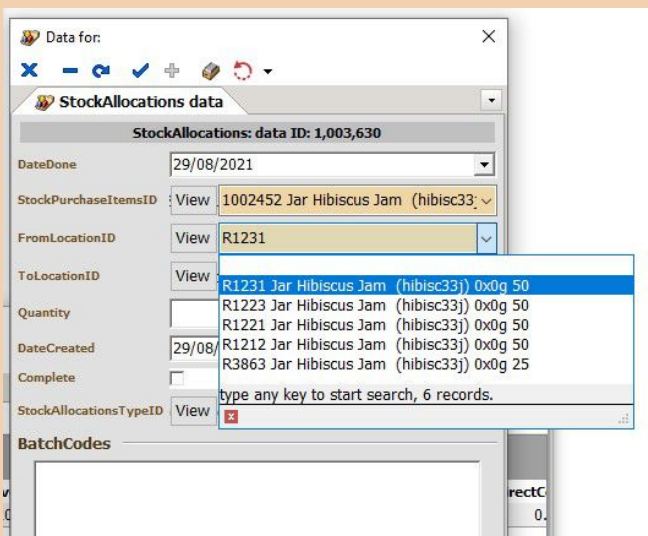 Data for:
StockAllocations data
StockAllocations: data ID: 1,003,630
DateDone 29/08/2021
StockPurchaseItemsID View 1002452 Jar Hibiscus Jam (hibisc33j
FromLocationID View R1231
ToLocationID View
R1231 Jar Hibiscus Jam (hibisc33j) 0x0g 50
R1223 Jar Hibiscus Jam (hibisc33j) 0x0g 50
R1221 Jar Hibiscus Jam (hibisc33j) 0x0g 50
R1212 Jar Hibiscus Jam (hibisc33j) 0x0g 50
R3863 Jar Hibiscus Jam (hibisc33j) 0x0g 25
Quantity
DateCreated 29/08/
Complete
type any key to start search, 6 records.
StockAllocationsTypeID View
BatchCodes
irectC
0.